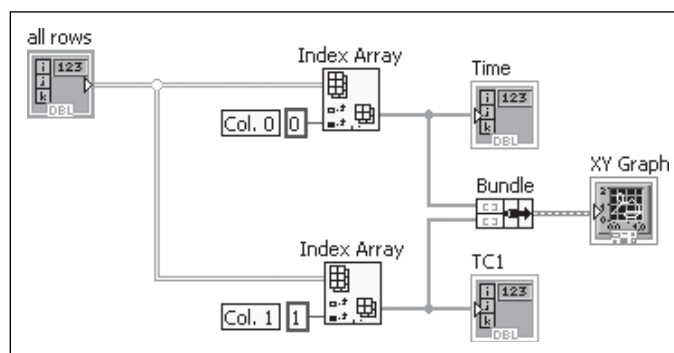 all rows
i
j
k
123
DBL
Index Array
Col. 0
0
Time
i
j
k
123
DBL
Bundle
XY Graph
Index Array
Col. 1
1
TC1
i
j
k
123
DBL